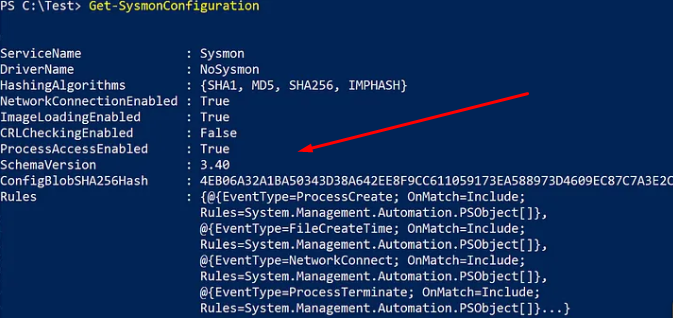 PS C:\Test> Get-SysmonConfiguration
ServiceName : Sysmon
DriverName : NoSysmon
HashingAlgorithms : {SHA1, MD5, SHA256, IMPHASH}
NetworkConnectionEnabled : True
ImageLoadingEnabled : True
CRLCheckingEnabled : False
ProcessAccessEnabled : True
SchemaVersion : 3.40
ConfigBlobSHA256Hash : 4EB06A32A1BA50343D38A642EE8F9CC611059173EA588973D4609EC87C7A3E2C
Rules : {@{EventType=ProcessCreate; OnMatch=Include;
Rules=System.Management.Automation.PSObject[]},
@{EventType=FileCreateTime; OnMatch=Include;
Rules=System.Management.Automation.PSObject[]},
@{EventType=NetworkConnect; OnMatch=Include;
Rules=System.Management.Automation.PSObject[]},
@{EventType=ProcessTerminate; OnMatch=Include;
Rules=System.Management.Automation.PSObject[]}...}